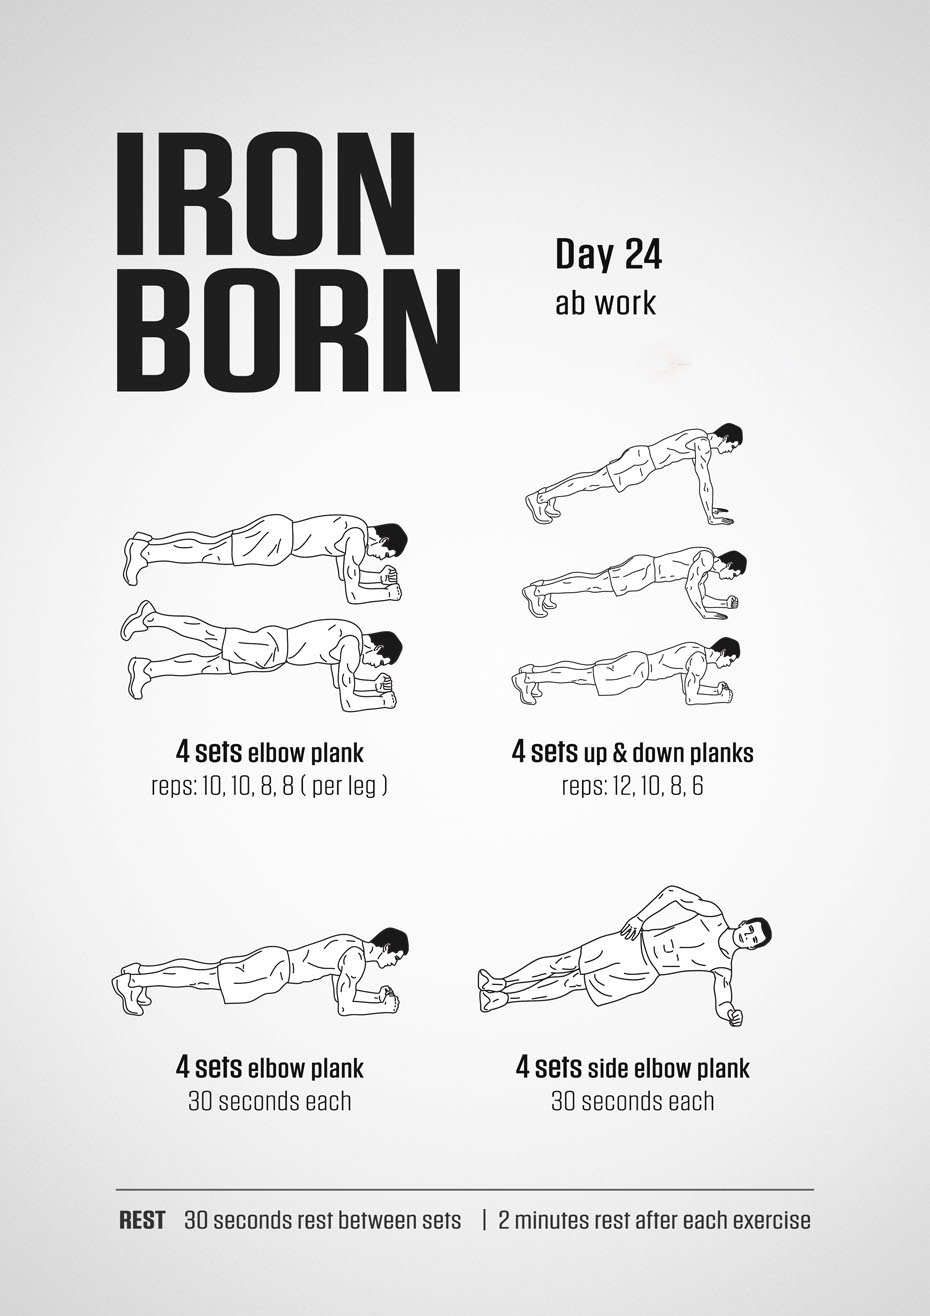 IRON
BORN
Day 24
ab work
4 sets elbow plank
reps: 10, 10, 8, 8 ( per leg )
4 sets up & down planks
reps: 12, 10, 8, 6
4 sets elbow plank
30 seconds each
4 sets side elbow plank
30 seconds each
REST 30 seconds rest between sets | 2 minutes rest after each exercise